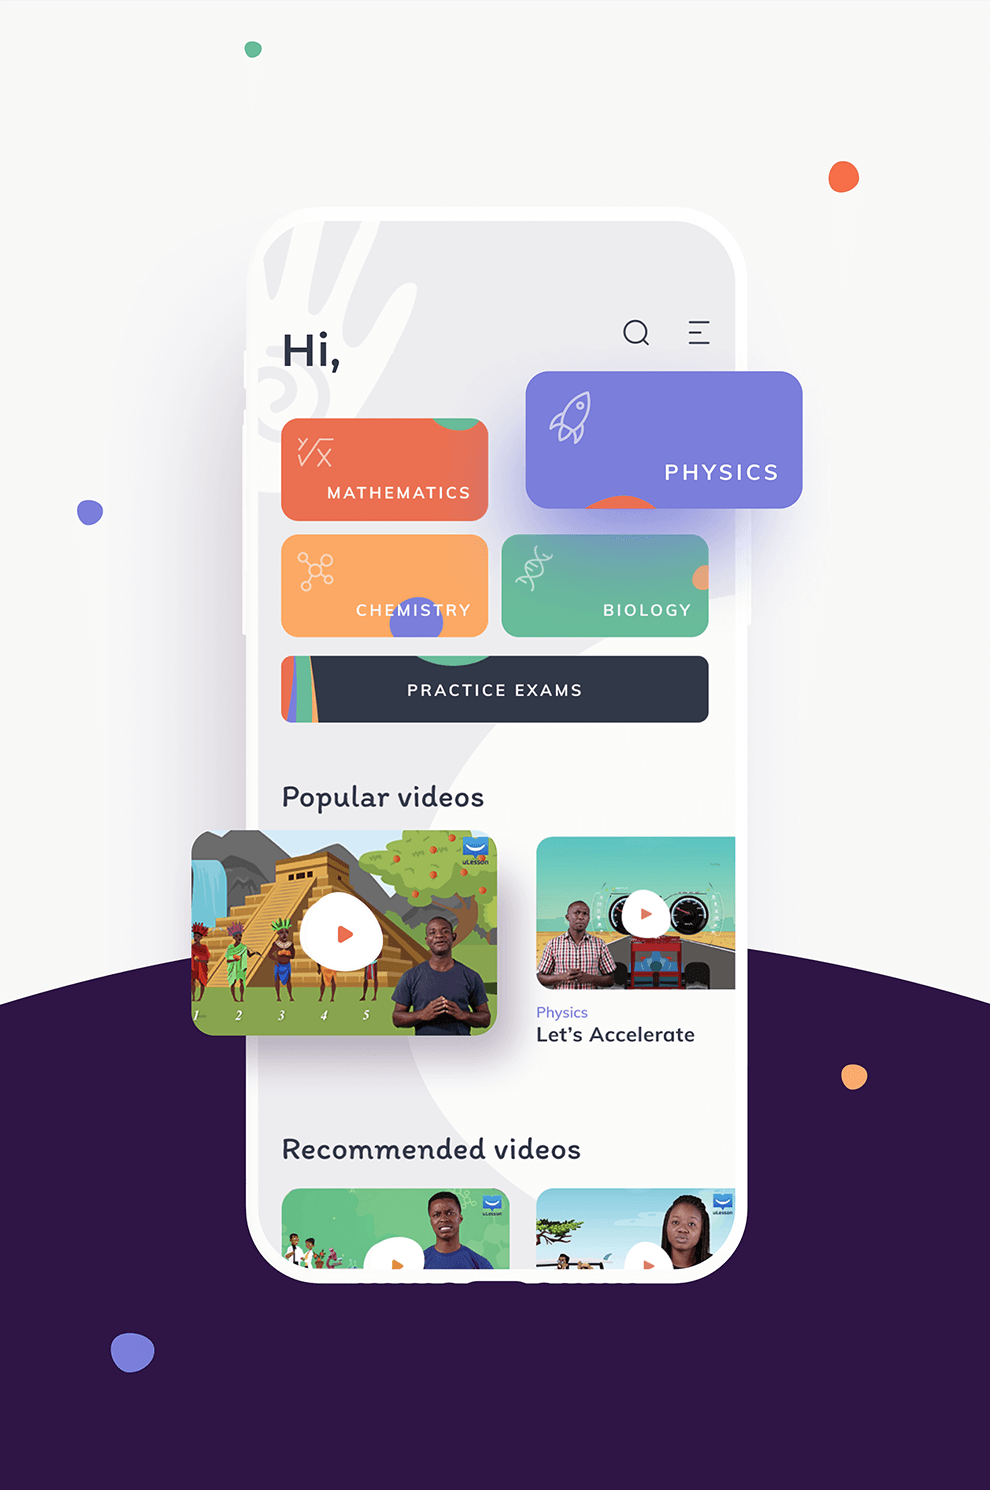 Hi,
MATHEMATICS
PHYSICS
CHEMISTRY
BIOLOGY
PRACTICE EXAMS
Popular videos
uLesson
1 2 3 4 5
Physics
Let's Accelerate
Recommended videos
uLesson
uLesson